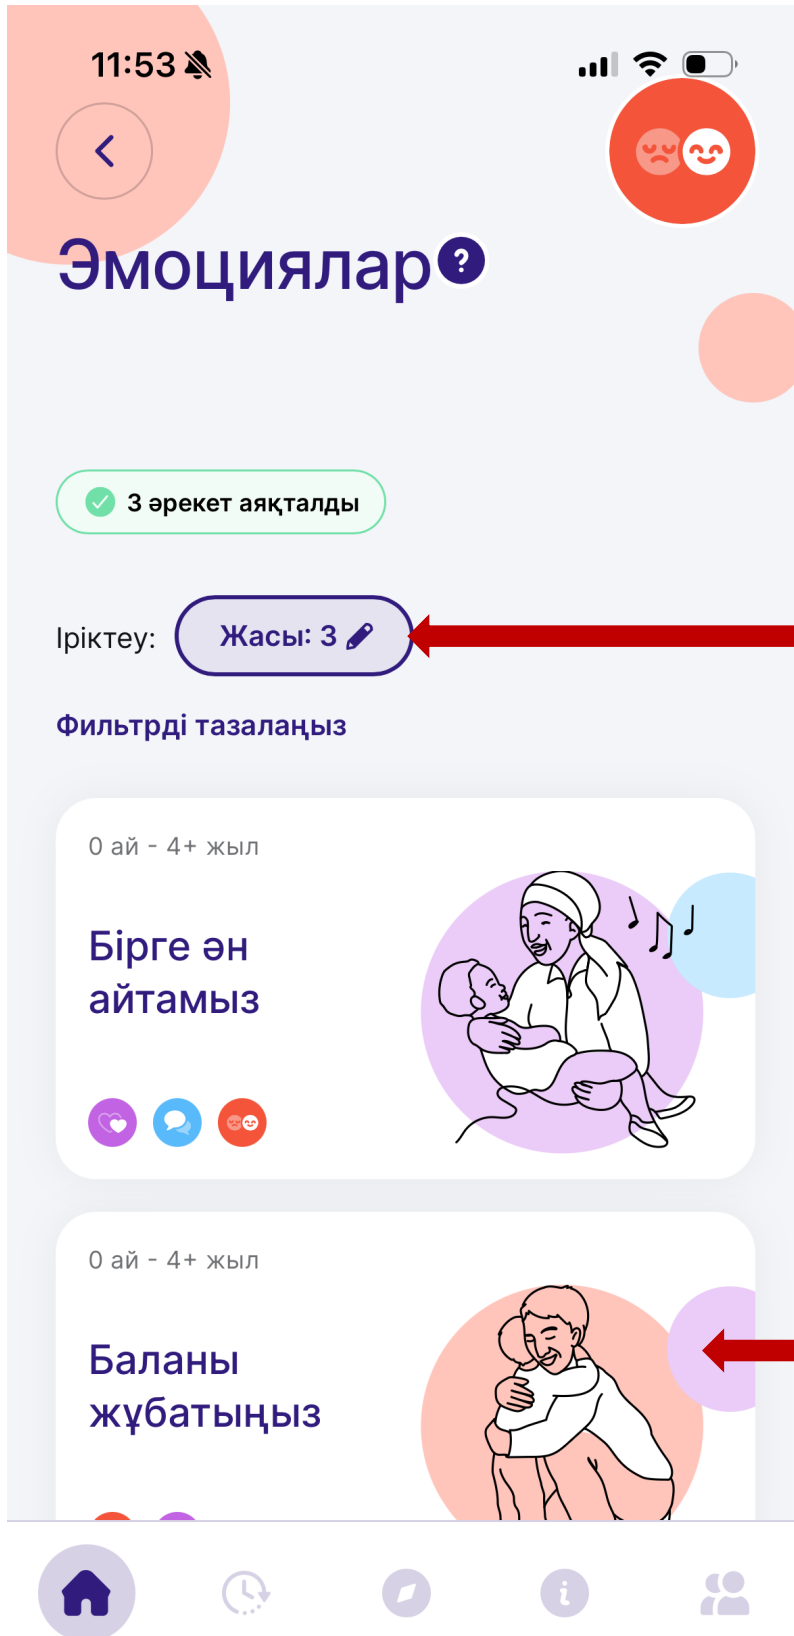 11:53
Эмоциялар?
3 әрекет аяқталды
Іріктеу: Жасы: 3
Фильтрді тазалаңыз
0 ай - 4+ жыл
Бірге ән
айтамыз
0 ай - 4+ жыл
Баланы
жұбатыңыз